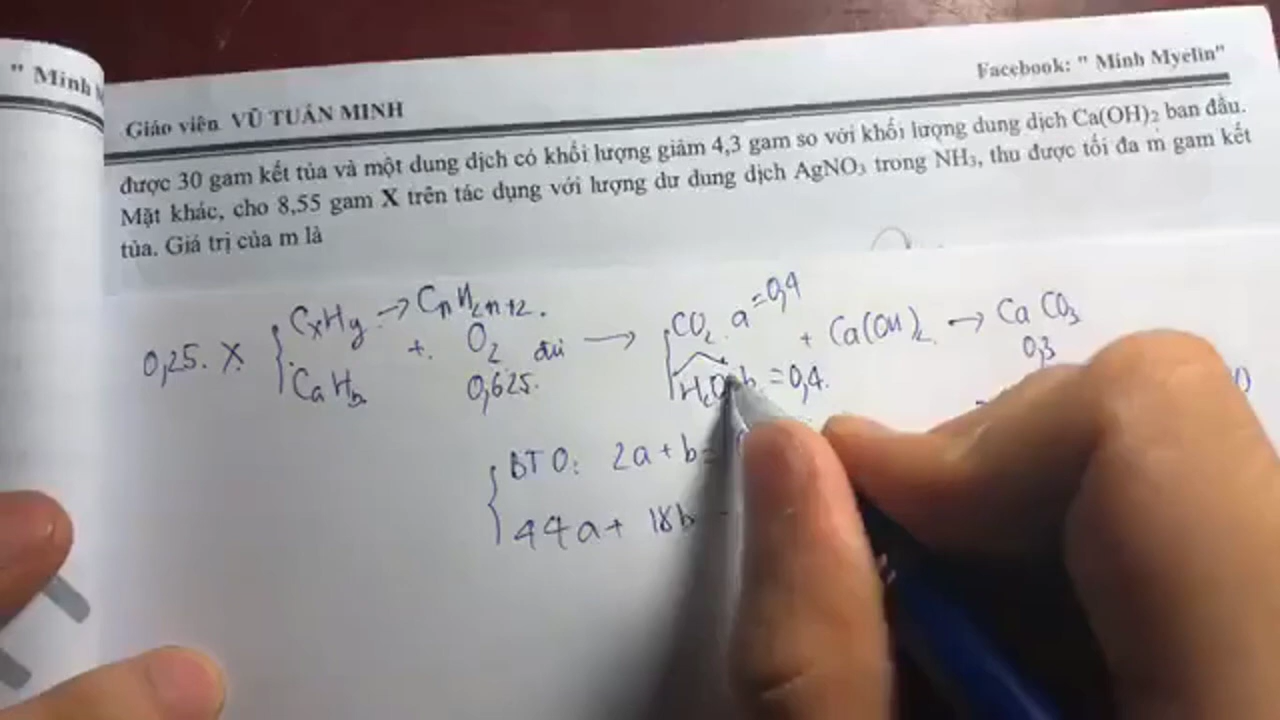 " Minh M
Giáo viên VŨ TUẤN MINH
Facebook: " Minh Myelin"
được 30 gam kết tủa và một dung dịch có khối lượng giảm 4,3 gam so với khối lượng dung dịch Ca(OH)₂ ban đầu.
Mặt khác, cho 8,55 gam X trên tác dụng với lượng dư dung dịch AgNO₃ trong NH₃, thu được tối đa m gam kết
tủa. Giá trị của m là
CxHy → CnH2n+2.
0,25. X + O2 đủ → CO2 a = 0,4 + Ca(OH)2 → CaCO3
CaHb 0,625. H2O b = 0,4. 0,3
BTO: 2a + b =
44a + 18b